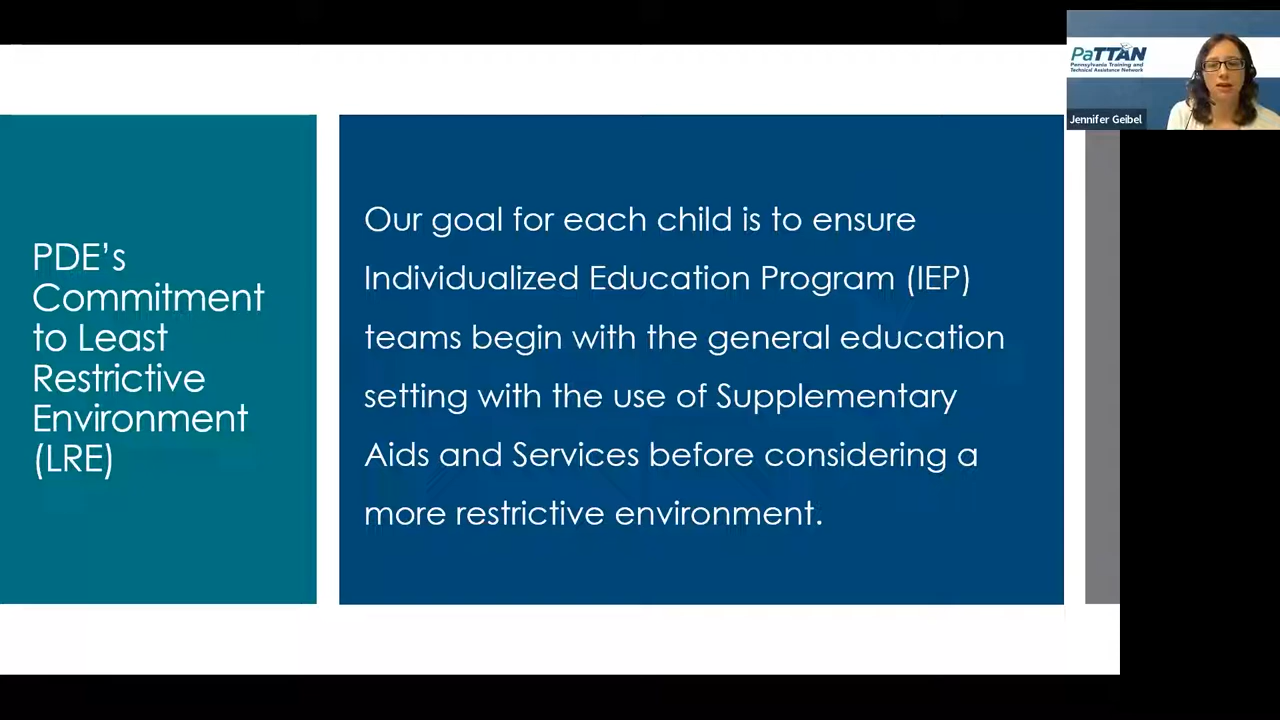 PDE's
Commitment
to Least
Restrictive
Environment
(LRE)
Our goal for each child is to ensure
Individualized Education Program (IEP)
teams begin with the general education
setting with the use of Supplementary
Aids and Services before considering a
more restrictive environment.
PaTTAN
Pennsylvania Training and
Technical Assistance Network
Jennifer Geibel